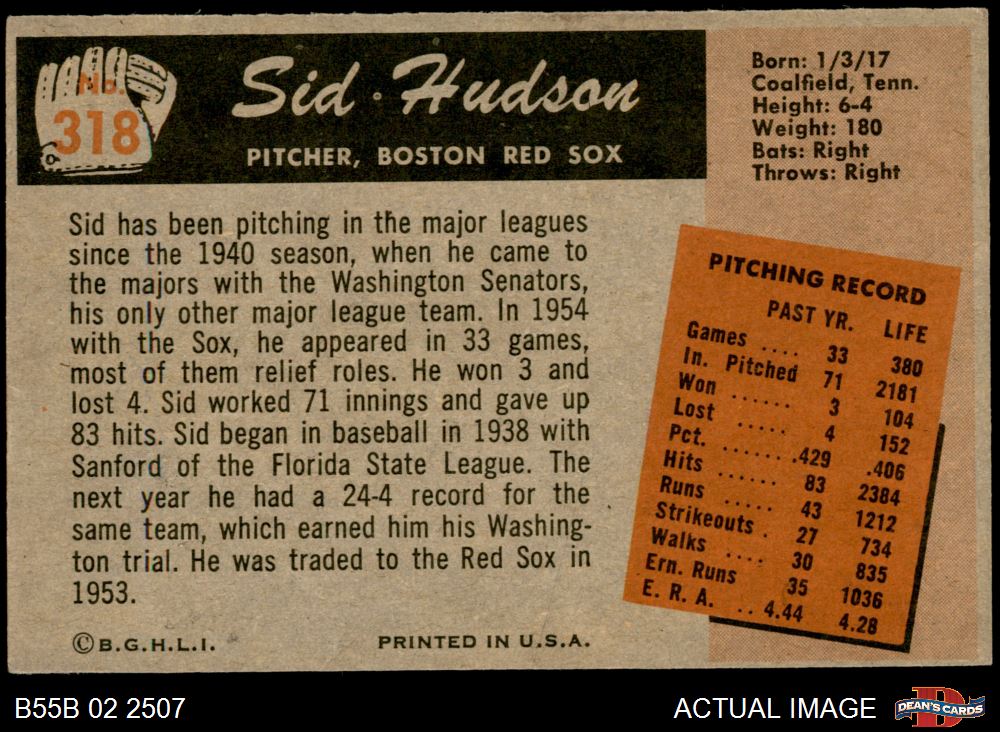 No.
318
Sid · Hudson
PITCHER, BOSTON RED SOX
Born: 1/3/17
Coalfield, Tenn.
Height: 6-4
Weight: 180
Bats: Right
Throws: Right
Sid has been pitching in the major leagues
since the 1940 season, when he came to
the majors with the Washington Senators,
his only other major league team. In 1954
with the Sox, he appeared in 33 games,
most of them relief roles. He won 3 and
lost 4. Sid worked 71 innings and gave up
83 hits. Sid began in baseball in 1938 with
Sanford of the Florida State League. The
next year he had a 24-4 record for the
same team, which earned him his Washing-
ton trial. He was traded to the Red Sox in
1953.
PITCHING RECORD
PAST YR. LIFE
Games .... 33 380
In. Pitched 71 2181
Won ...... 3 104
Lost ..... 4 152
Pct. ....... .429 .406
Hits ...... 83 2384
Runs ..... 43 1212
Strikeouts . 27 734
Walks .... 30 835
Ern. Runs 35 1036
E. R. A. .. 4.44 4.28
©B.G.H.L.I. PRINTED IN U.S.A.
B55B 02 2507 ACTUAL IMAGE D DEAN'S CARDS